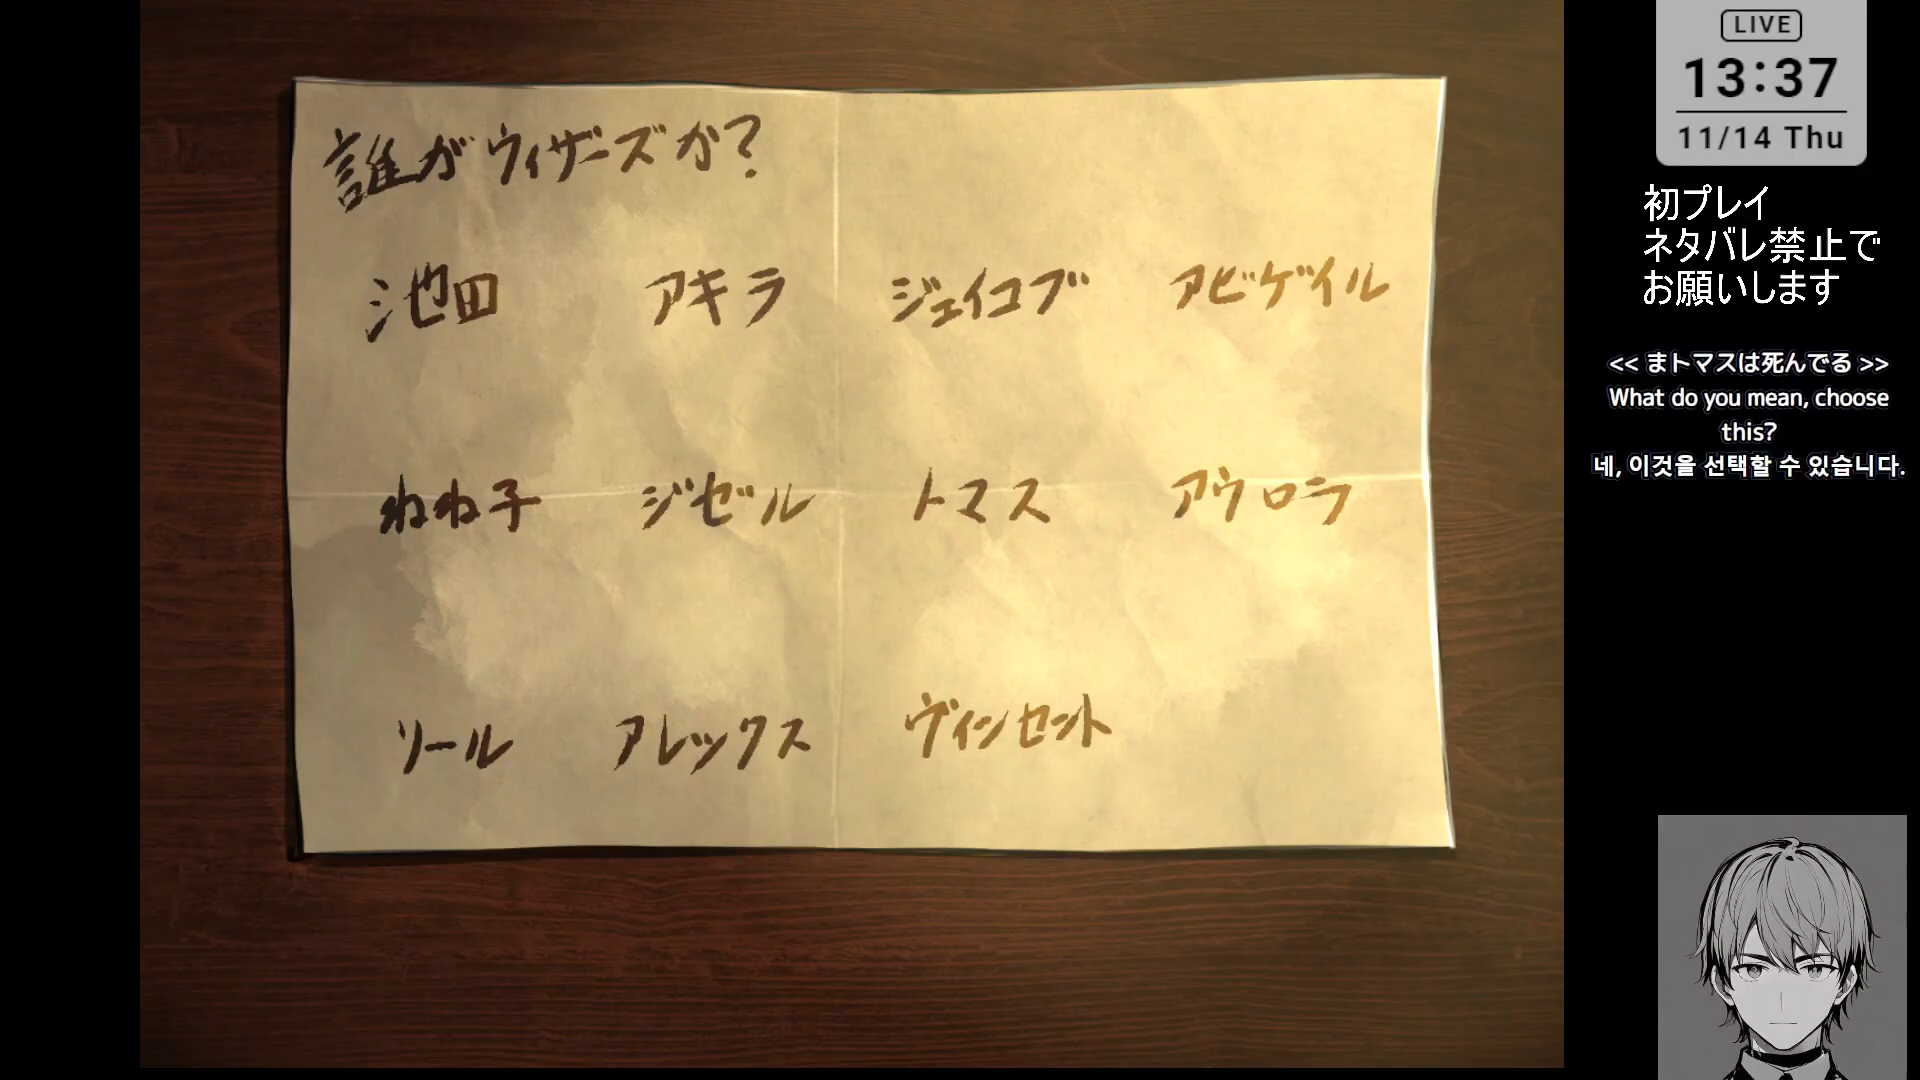 誰がウィザーズか?
池田 アキラ ジェイコブ アビゲイル
ねね子 ジゼル トマス アウロラ
ソール アレックス ヴィンセント
LIVE
13:37
11/14 Thu
初プレイ
ネタバレ禁止で
お願いします
<< まトマスは死んでる >>
What do you mean, choose
this?
네, 이것을 선택할 수 있습니다.